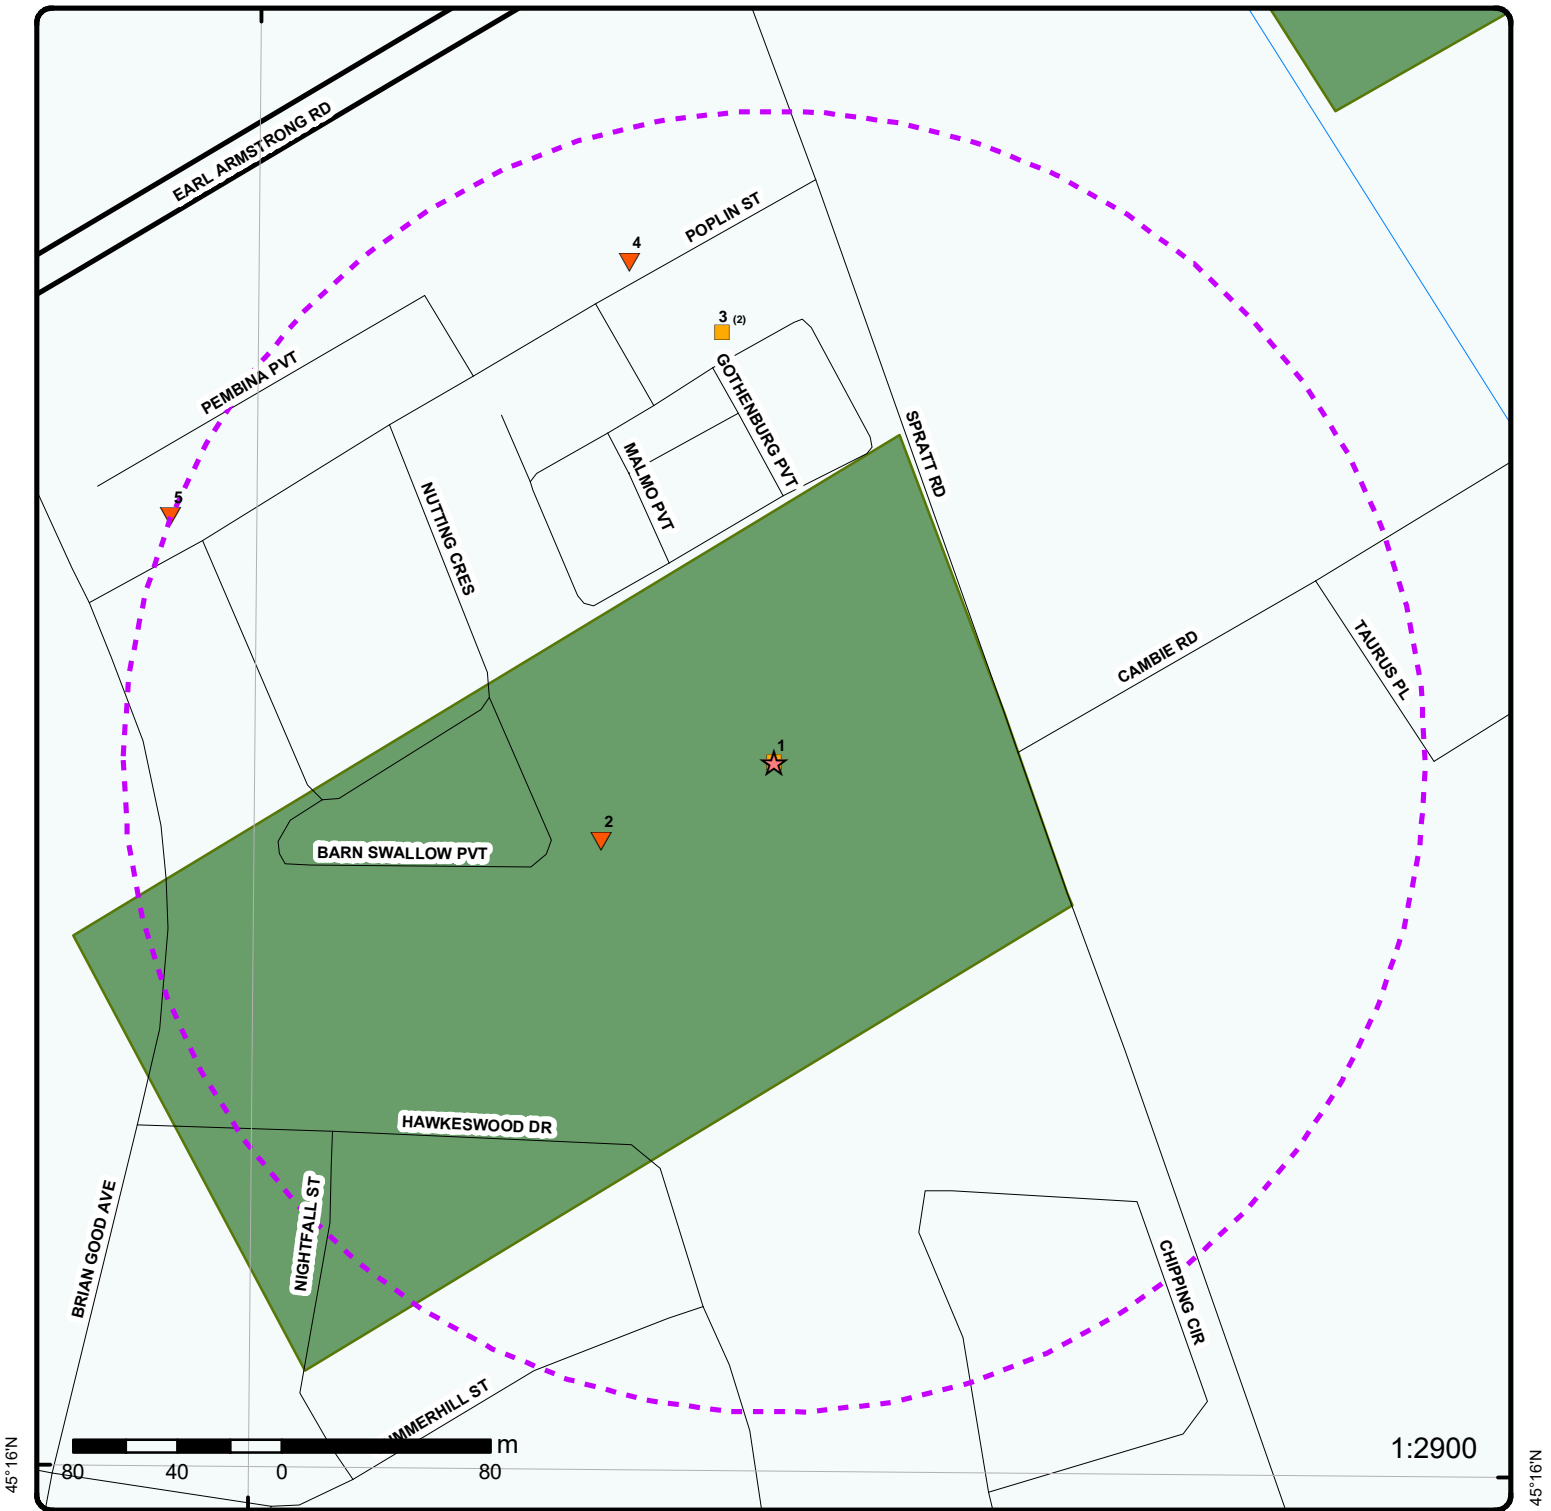 EARL ARMSTRONG RD
POPLIN ST
4
3 (2)
PEMBINA PVT
GOTHENBURG PVT
SPRATT RD
MALMO PVT
NUTTING CRES
5
CAMBIE RD
TAURUS PL
1
2
BARN SWALLOW PVT
HAWKESWOOD DR
NIGHTFALL ST
BRIAN GOOD AVE
CHIPPING CIR
IMMERHILL ST
m
80 40 0 80
1:2900
45°16'N
45°16'N